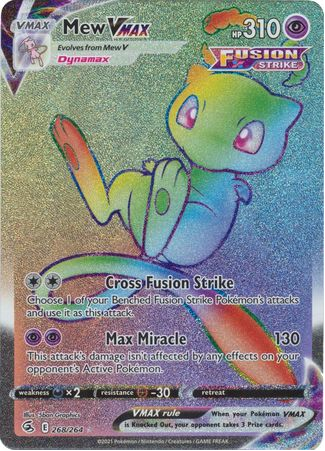 VMAX Mew VMAX HP 310
Evolves from Mew V
Dynamax
FUSION
STRIKE
Cross Fusion Strike
Choose 1 of your Benched Fusion Strike Pokémon's attacks
and use it as this attack.
Max Miracle 130
This attack's damage isn't affected by any effects on your
opponent's Active Pokémon.
weakness ×2 resistance -30 retreat
VMAX rule When your Pokémon VMAX
is Knocked Out, your opponent takes 3 Prize cards.
Illus. 5ban Graphics
E 268/264
©2021 Pokémon / Nintendo / Creatures / GAME FREAK